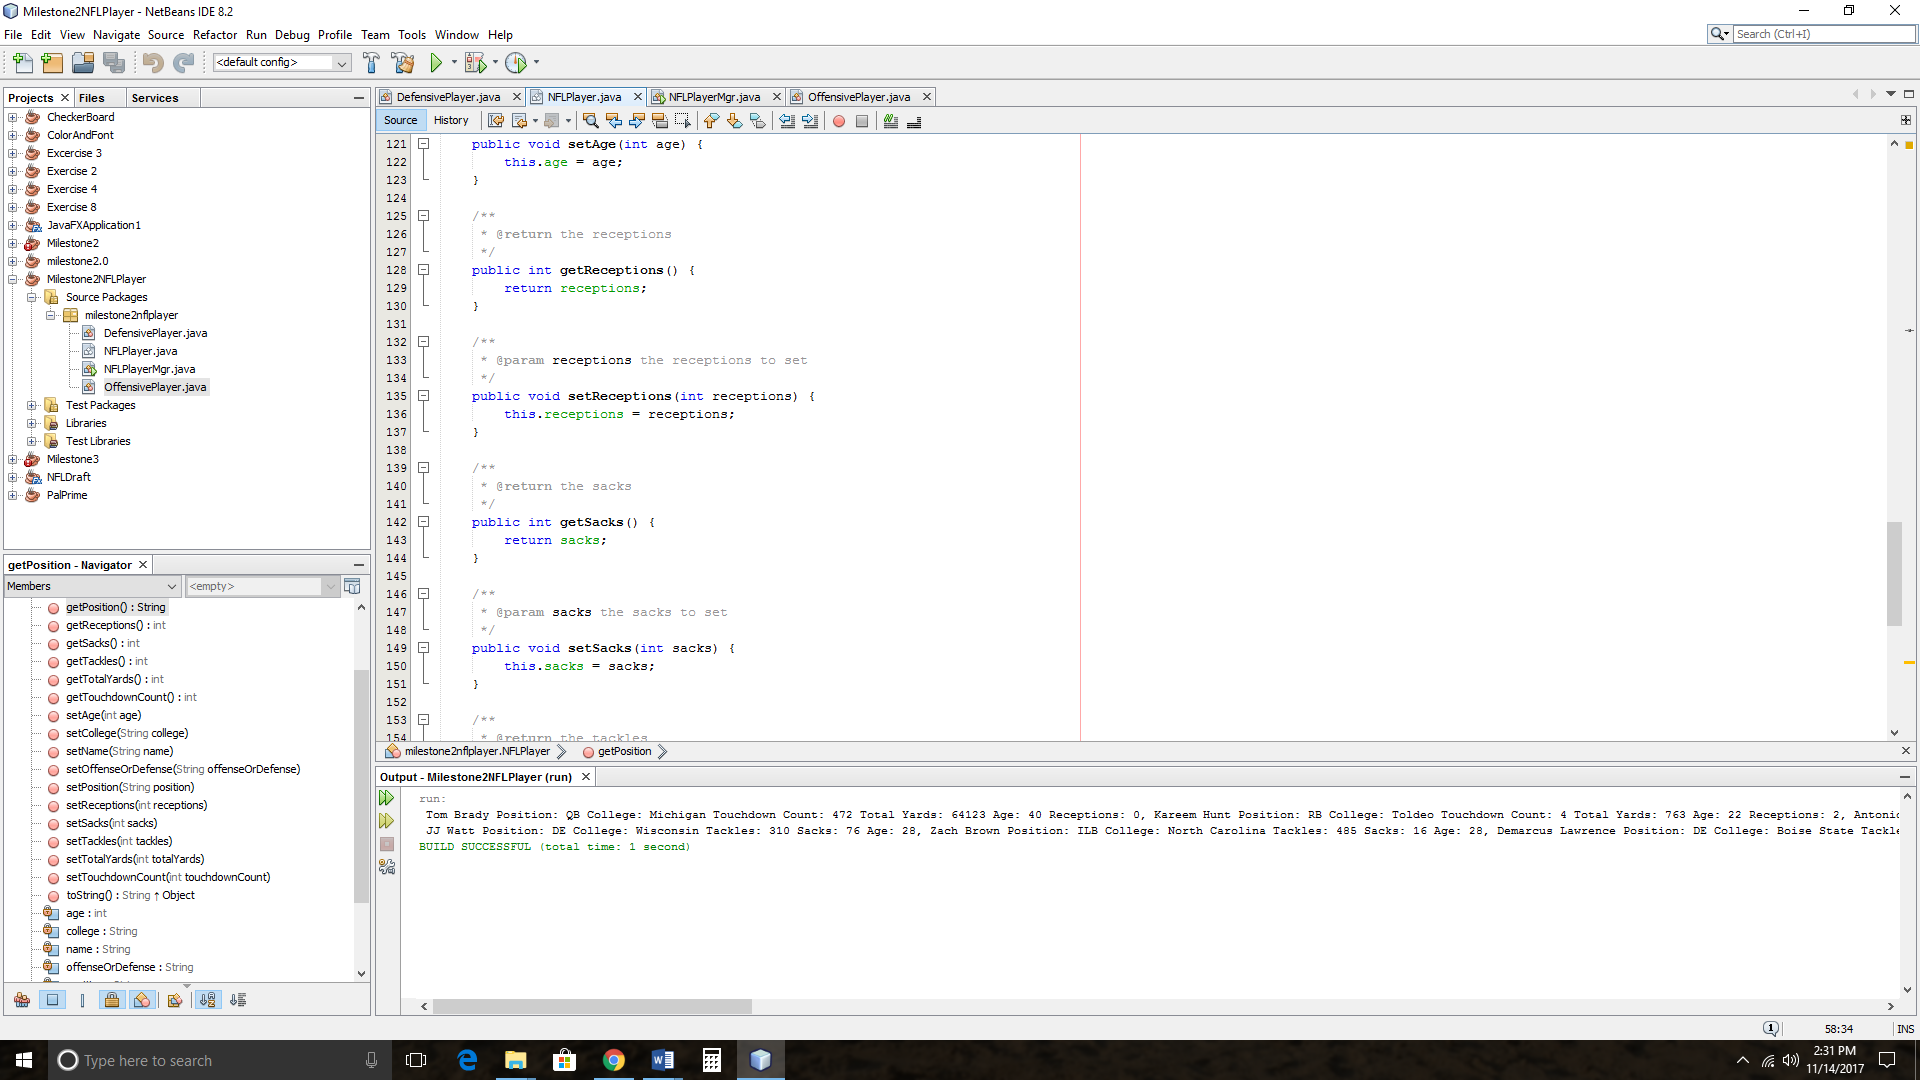 Milestone2NFLPlayer - NetBeans IDE 8.2
File Edit View Navigate Source Refactor Run Debug Profile Team Tools Window Help
Search (Ctrl+I)
<default config>
Projects Files Services
CheckerBoard
ColorAndFont
Excercise 3
Exercise 2
Exercise 4
Exercise 8
JavaFXApplication1
Milestone2
milestone2.0
Milestone2NFLPlayer
Source Packages
milestone2nflplayer
DefensivePlayer.java
NFLPlayer.java
NFLPlayerMgr.java
OffensivePlayer.java
Test Packages
Libraries
Test Libraries
Milestone3
NFLDraft
PalPrime
getPosition - Navigator
Members <empty>
getPosition() : String
getReceptions() : int
getSacks() : int
getTackles() : int
getTotalYards() : int
getTouchdownCount() : int
setAge(int age)
setCollege(String college)
setName(String name)
setOffenseOrDefense(String offenseOrDefense)
setPosition(String position)
setReceptions(int receptions)
setSacks(int sacks)
setTackles(int tackles)
setTotalYards(int totalYards)
setTouchdownCount(int touchdownCount)
toString() : String ↑ Object
age : int
college : String
name : String
offenseOrDefense : String
DefensivePlayer.java NFLPlayer.java NFLPlayerMgr.java OffensivePlayer.java
Source History
121 public void setAge(int age) {
122 this.age = age;
123 }
124
125 /**
126 * @return the receptions
127 */
128 public int getReceptions() {
129 return receptions;
130 }
131
132 /**
133 * @param receptions the receptions to set
134 */
135 public void setReceptions(int receptions) {
136 this.receptions = receptions;
137 }
138
139 /**
140 * @return the sacks
141 */
142 public int getSacks() {
143 return sacks;
144 }
145
146 /**
147 * @param sacks the sacks to set
148 */
149 public void setSacks(int sacks) {
150 this.sacks = sacks;
151 }
152
153 /**
154 * @return the tackles
milestone2nflplayer.NFLPlayer getPosition
Output - Milestone2NFLPlayer (run)
run:
Tom Brady Position: QB College: Michigan Touchdown Count: 472 Total Yards: 64123 Age: 40 Receptions: 0, Kareem Hunt Position: RB College: Toldeo Touchdown Count: 4 Total Yards: 763 Age: 22 Receptions: 2, Antonio
JJ Watt Position: DE College: Wisconsin Tackles: 310 Sacks: 76 Age: 28, Zach Brown Position: ILB College: North Carolina Tackles: 485 Sacks: 16 Age: 28, Demarcus Lawrence Position: DE College: Boise State Tackle
BUILD SUCCESSFUL (total time: 1 second)
1 58:34 INS
Type here to search
2:31 PM
11/14/2017